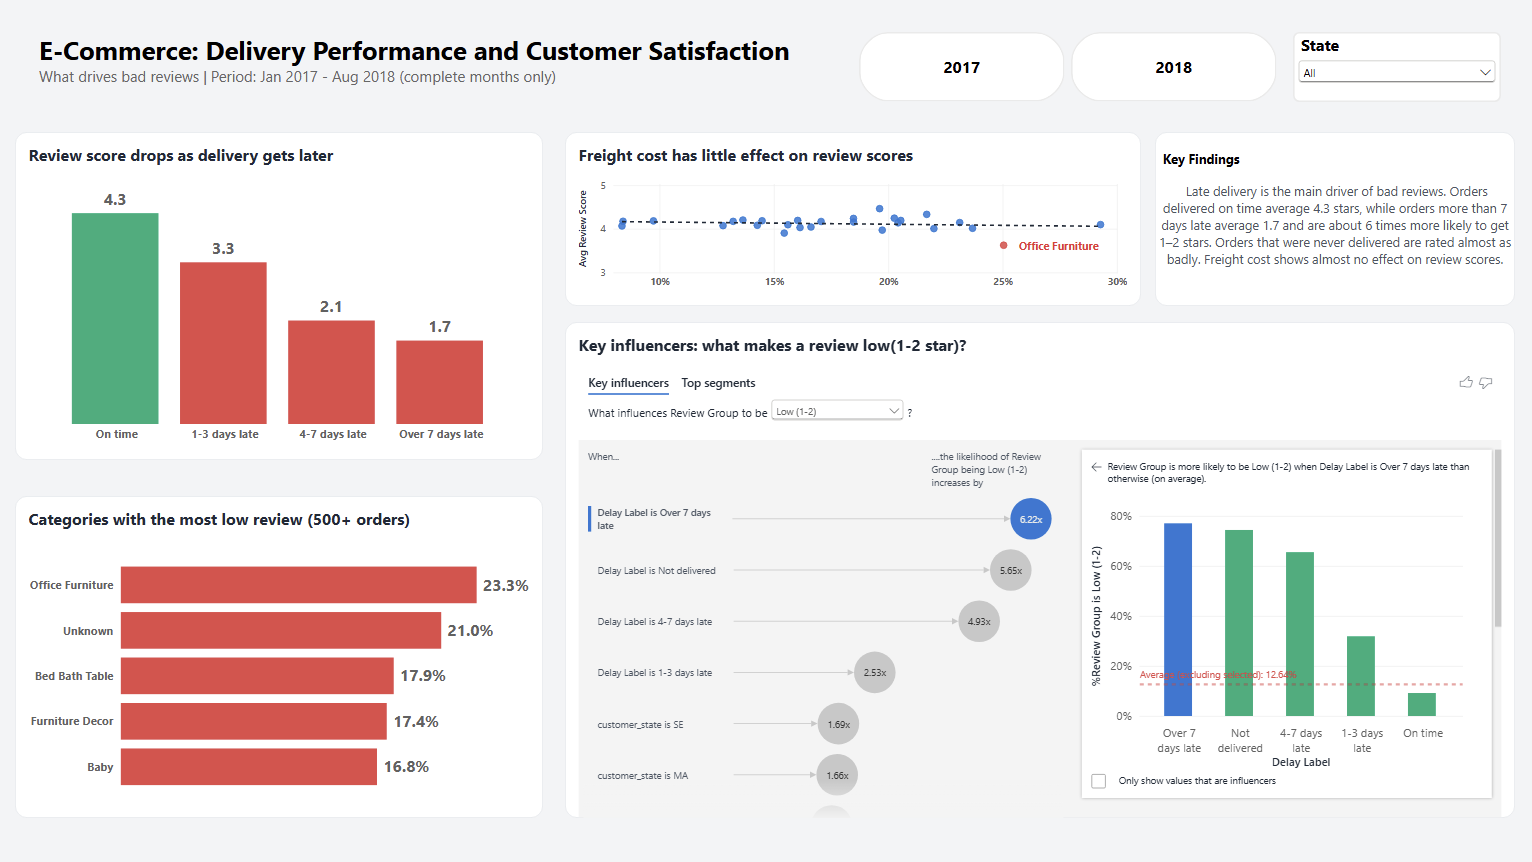 E-Commerce: Delivery Performance and Customer Satisfaction
What drives bad reviews | Period: Jan 2017 - Aug 2018 (complete months only)
2017
2018
State
All
Review score drops as delivery gets later
4.3
3.3
2.1
1.7
On time
1-3 days late
4-7 days late
Over 7 days late
Freight cost has little effect on review scores
Avg Review Score
5
4
3
Office Furniture
10%
15%
20%
25%
30%
Key Findings
Late delivery is the main driver of bad reviews. Orders
delivered on time average 4.3 stars, while orders more than 7
days late average 1.7 and are about 6 times more likely to get
1–2 stars. Orders that were never delivered are rated almost as
badly. Freight cost shows almost no effect on review scores.
Categories with the most low review (500+ orders)
Office Furniture
23.3%
Unknown
21.0%
Bed Bath Table
17.9%
Furniture Decor
17.4%
Baby
16.8%
Key influencers: what makes a review low(1-2 star)?
Key influencers
Top segments
What influences Review Group to be
Low (1-2)
?
When...
....the likelihood of Review
Group being Low (1-2)
increases by
Delay Label is Over 7 days
late
6.22x
Delay Label is Not delivered
5.65x
Delay Label is 4-7 days late
4.93x
Delay Label is 1-3 days late
2.53x
customer_state is SE
1.69x
customer_state is MA
1.66x
Review Group is more likely to be Low (1-2) when Delay Label is Over 7 days late than
otherwise (on average).
%Review Group is Low (1-2)
80%
60%
40%
20%
0%
Average (excluding selected): 12.64%
Over 7
days late
Not
delivered
4-7 days
late
1-3 days
late
On time
Delay Label
Only show values that are influencers